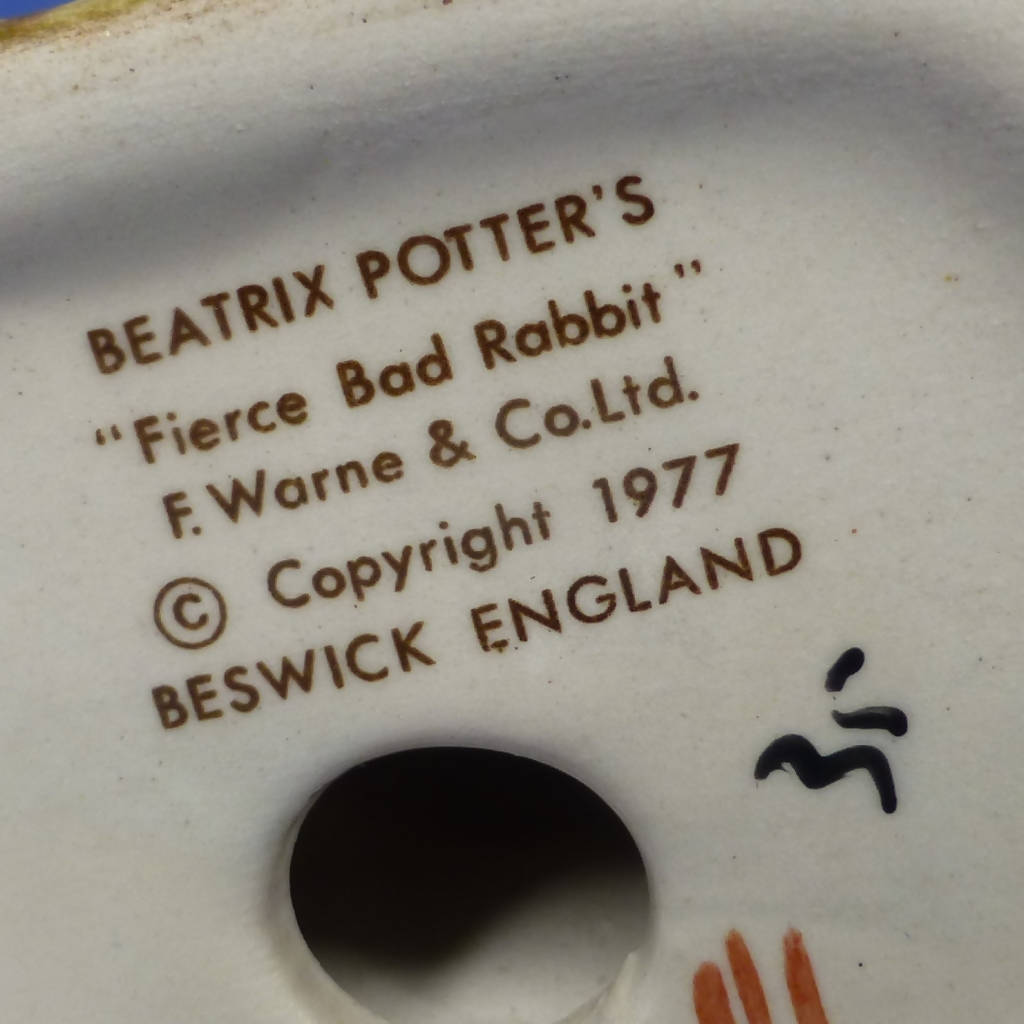 BEATRIX POTTER'S
"Fierce Bad Rabbit"
F. Warne & Co.Ltd.
© Copyright 1977
BESWICK ENGLAND